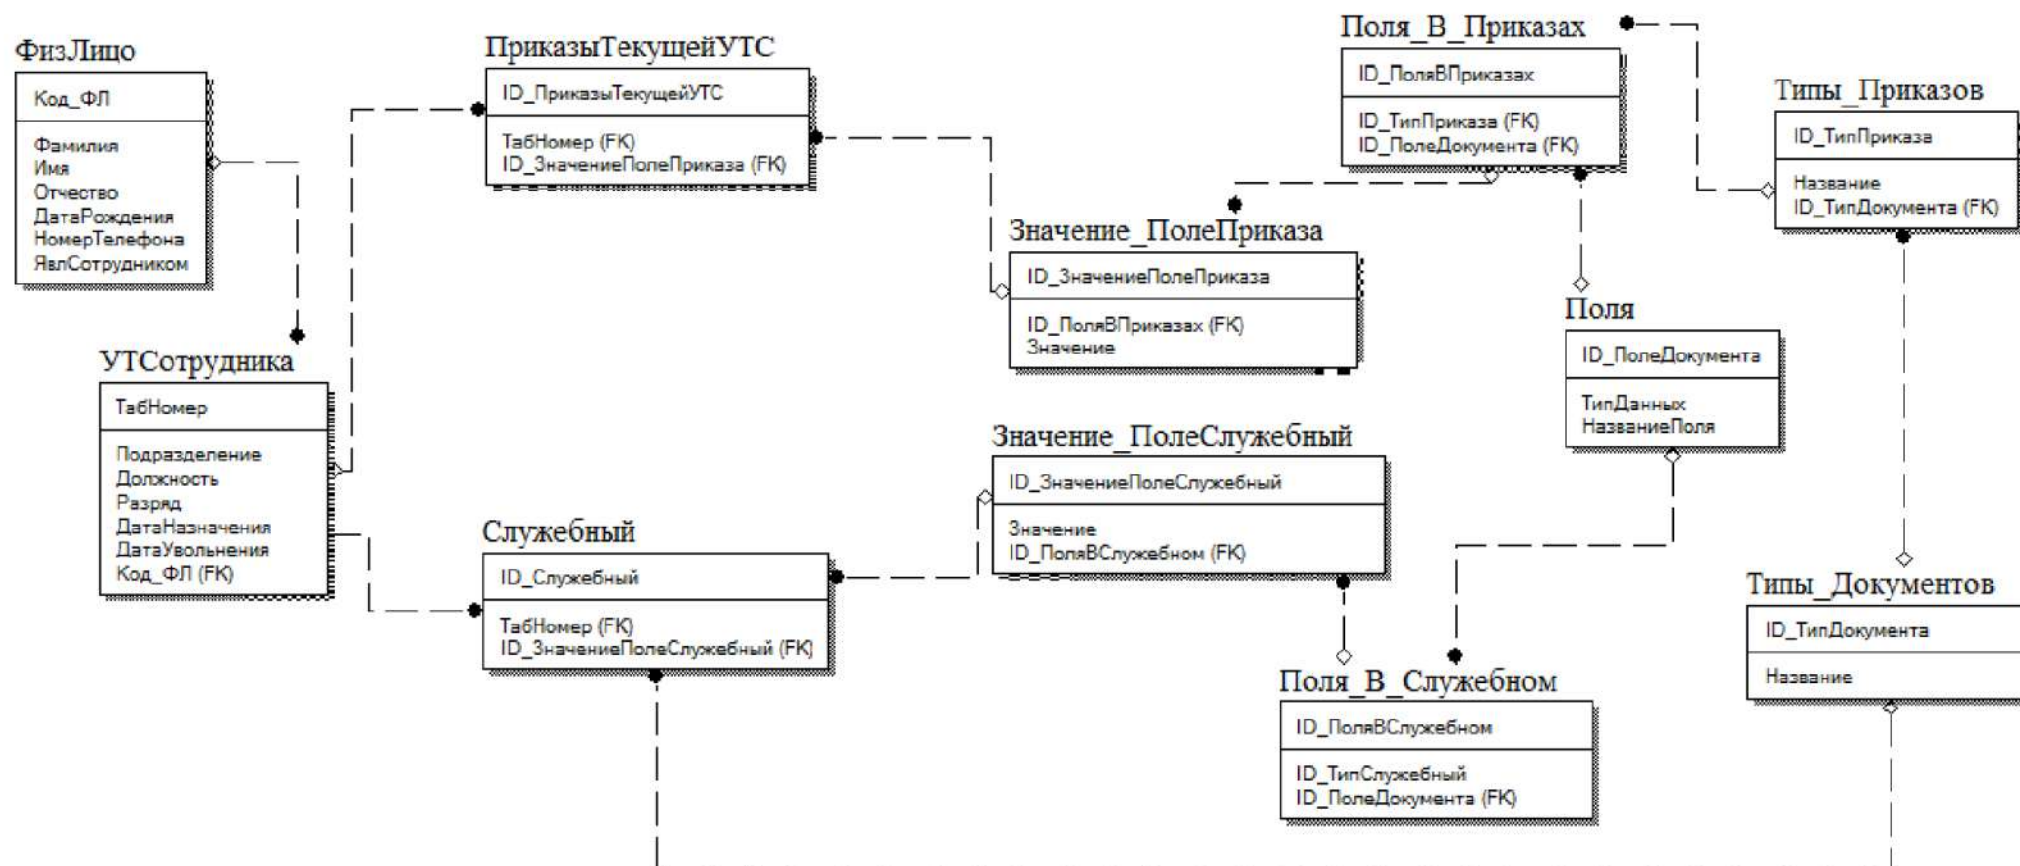 ФизЛицо
Код_ФЛ
Фамилия
Имя
Отчество
ДатаРождения
НомерТелефона
ЯвлСотрудником
ПриказыТекущейУТС
ID_ПриказыТекущейУТС
ТабНомер (FK)
ID_ЗначениеПолеПриказа (FK)
Поля_В_Приказах
ID_ПоляВПриказах
ID_ТипПриказа (FK)
ID_ПолеДокумента (FK)
Типы_Приказов
ID_ТипПриказа
Название
ID_ТипДокумента (FK)
Значение_ПолеПриказа
ID_ЗначениеПолеПриказа
ID_ПоляВПриказах (FK)
Значение
Поля
ID_ПолеДокумента
ТипДанных
НазваниеПоля
УТСотрудника
ТабНомер
Подразделение
Должность
Разряд
ДатаНазначения
ДатаУвольнения
Код_ФЛ (FK)
Значение_ПолеСлужебный
ID_ЗначениеПолеСлужебный
Значение
ID_ПоляВСлужебном (FK)
Служебный
ID_Служебный
ТабНомер (FK)
ID_ЗначениеПолеСлужебный (FK)
Типы_Документов
ID_ТипДокумента
Название
Поля_В_Служебном
ID_ПоляВСлужебном
ID_ТипСлужебный
ID_ПолеДокумента (FK)